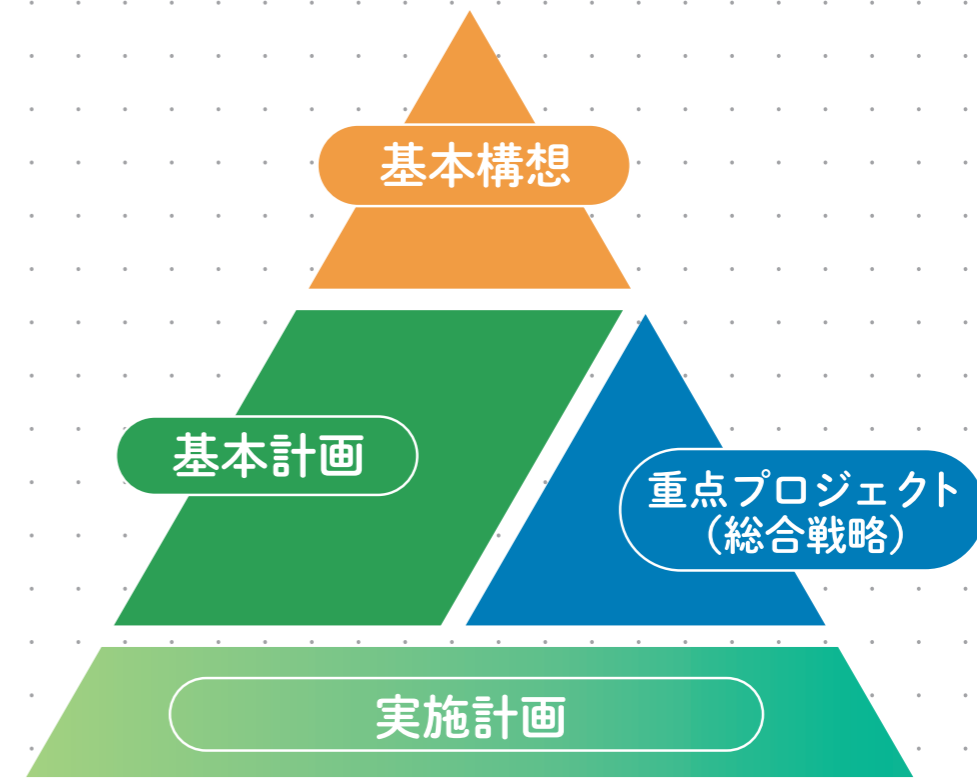 基本構想
基本計画
重点プロジェクト
（総合戦略）
実施計画